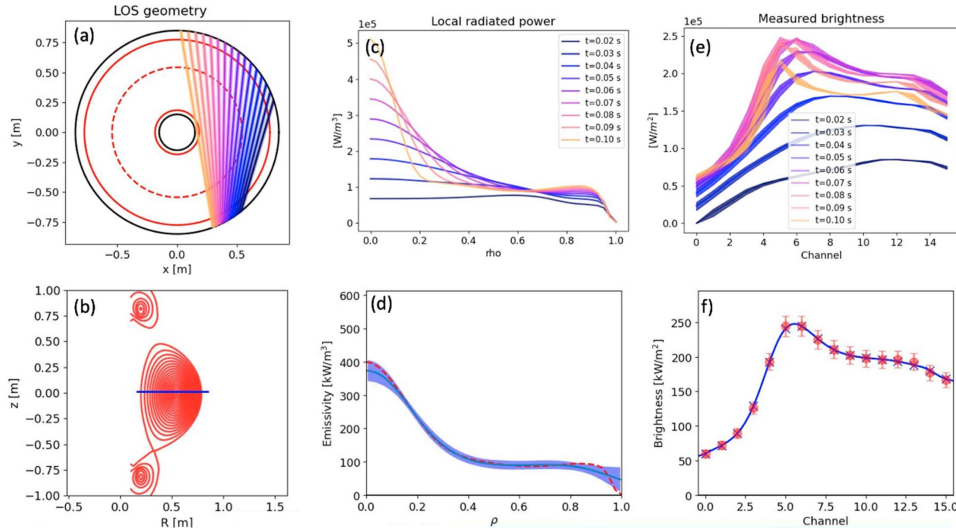 LOS geometry
(a)
y [m]
0.75
0.50
0.25
0.00
−0.25
−0.50
−0.75
−0.5
0.0
0.5
x [m]
Local radiated power
(c)
1e5
[W/m³]
5
4
3
2
1
0
t=0.02 s
t=0.03 s
t=0.04 s
t=0.05 s
t=0.06 s
t=0.07 s
t=0.08 s
t=0.09 s
t=0.10 s
0.0
0.2
0.4
0.6
0.8
1.0
rho
Measured brightness
(e)
1e5
[W/m²]
2.5
2.0
1.5
1.0
0.5
0.0
t=0.02 s
t=0.03 s
t=0.04 s
t=0.05 s
t=0.06 s
t=0.07 s
t=0.08 s
t=0.09 s
t=0.10 s
0
2
4
6
8
10
12
14
Channel
(b)
z [m]
1.00
0.75
0.50
0.25
0.00
−0.25
−0.50
−0.75
−1.00
−0.5
0.0
0.5
1.0
R [m]
(d)
Emissivity [kW/m³]
600
500
400
300
200
100
0
0.0
0.2
0.4
0.6
0.8
1.0
ρ
(f)
Brightness [kW/m²]
250
200
150
100
50
0
0.0
2.5
5.0
7.5
10.0
12.5
15.0
Channel